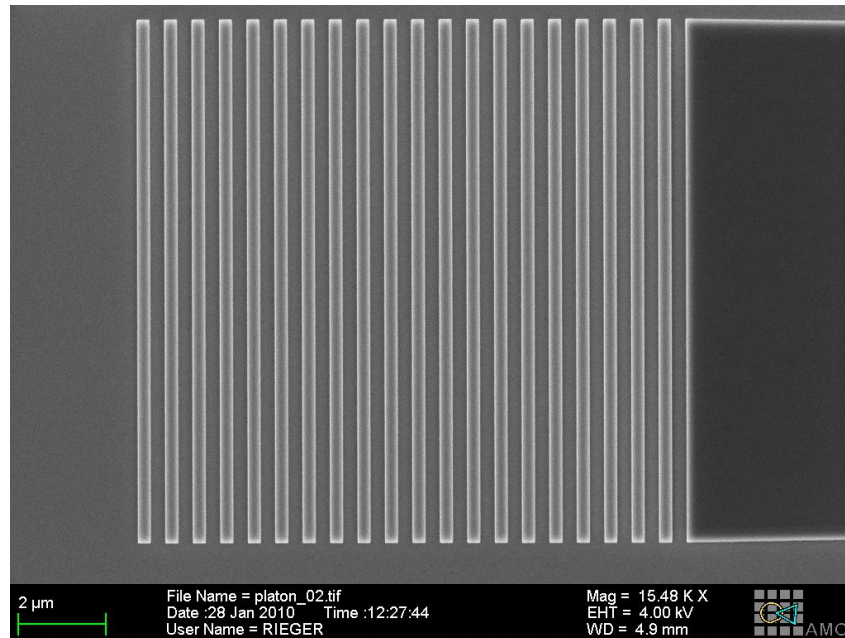 2 µm
File Name = platon_02.tif
Date :28 Jan 2010 Time :12:27:44
User Name = RIEGER
Mag = 15.48 K X
EHT = 4.00 kV
WD = 4.9 mm
AMO